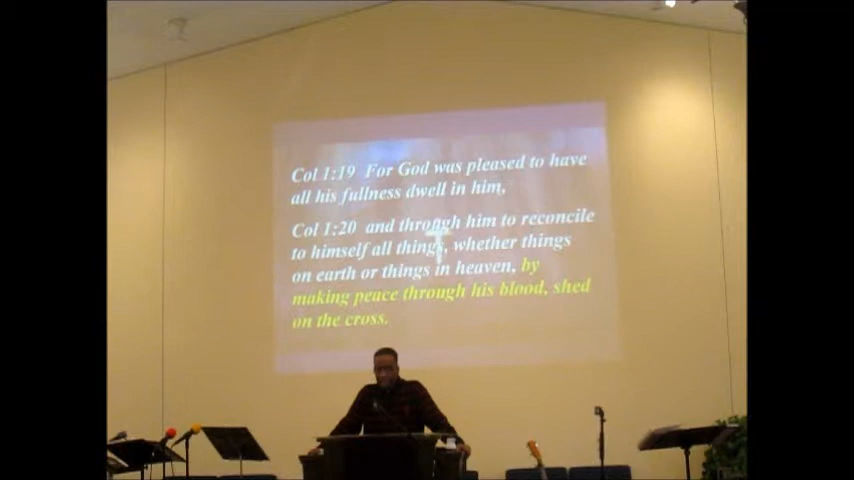 Col 1:19 For God was pleased to have
all his fullness dwell in him,
Col 1:20 and through him to reconcile
to himself all things, whether things
on earth or things in heaven, by
making peace through his blood, shed
on the cross.